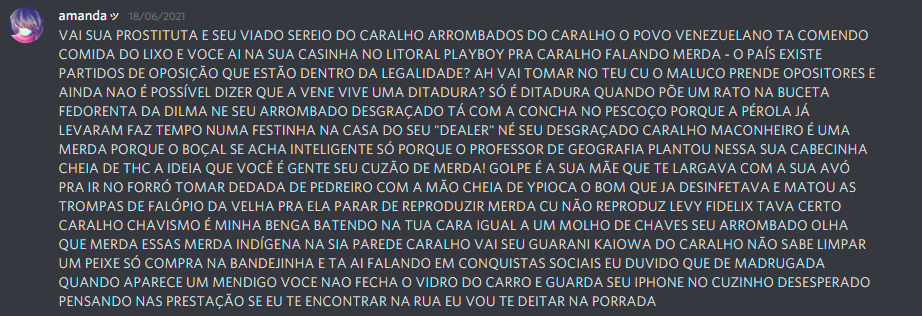 amanda ツ 18/06/2021
VAI SUA PROSTITUTA E SEU VIADO SEREIO DO CARALHO ARROMBADOS DO CARALHO O POVO VENEZUELANO TA COMENDO
COMIDA DO LIXO E VOCE AI NA SUA CASINHA NO LITORAL PLAYBOY PRA CARALHO FALANDO MERDA - O PAÍS EXISTE
PARTIDOS DE OPOSIÇÃO QUE ESTÃO DENTRO DA LEGALIDADE? AH VAI TOMAR NO TEU CU O MALUCO PRENDE OPOSITORES E
AINDA NAO É POSSÍVEL DIZER QUE A VENE VIVE UMA DITADURA? SÓ É DITADURA QUANDO PÕE UM RATO NA BUCETA
FEDORENTA DA DILMA NE SEU ARROMBADO DESGRAÇADO TÁ COM A CONCHA NO PESCOÇO PORQUE A PÉROLA JÁ
LEVARAM FAZ TEMPO NUMA FESTINHA NA CASA DO SEU "DEALER" NÉ SEU DESGRAÇADO CARALHO MACONHEIRO É UMA
MERDA PORQUE O BOÇAL SE ACHA INTELIGENTE SÓ PORQUE O PROFESSOR DE GEOGRAFIA PLANTOU NESSA SUA CABECINHA
CHEIA DE THC A IDEIA QUE VOCÊ É GENTE SEU CUZÃO DE MERDA! GOLPE É A SUA MÃE QUE TE LARGAVA COM A SUA AVÓ
PRA IR NO FORRÓ TOMAR DEDADA DE PEDREIRO COM A MÃO CHEIA DE YPIOCA O BOM QUE JA DESINFETAVA E MATOU AS
TROMPAS DE FALÓPIO DA VELHA PRA ELA PARAR DE REPRODUZIR MERDA CU NÃO REPRODUZ LEVY FIDELIX TAVA CERTO
CARALHO CHAVISMO É MINHA BENGA BATENDO NA TUA CARA IGUAL A UM MOLHO DE CHAVES SEU ARROMBADO OLHA
QUE MERDA ESSAS MERDA INDÍGENA NA SIA PAREDE CARALHO VAI SEU GUARANI KAIOWA DO CARALHO NÃO SABE LIMPAR
UM PEIXE SÓ COMPRA NA BANDEJINHA E TA AI FALANDO EM CONQUISTAS SOCIAIS EU DUVIDO QUE DE MADRUGADA
QUANDO APARECE UM MENDIGO VOCE NAO FECHA O VIDRO DO CARRO E GUARDA SEU IPHONE NO CUZINHO DESESPERADO
PENSANDO NAS PRESTAÇÃO SE EU TE ENCONTRAR NA RUA EU VOU TE DEITAR NA PORRADA